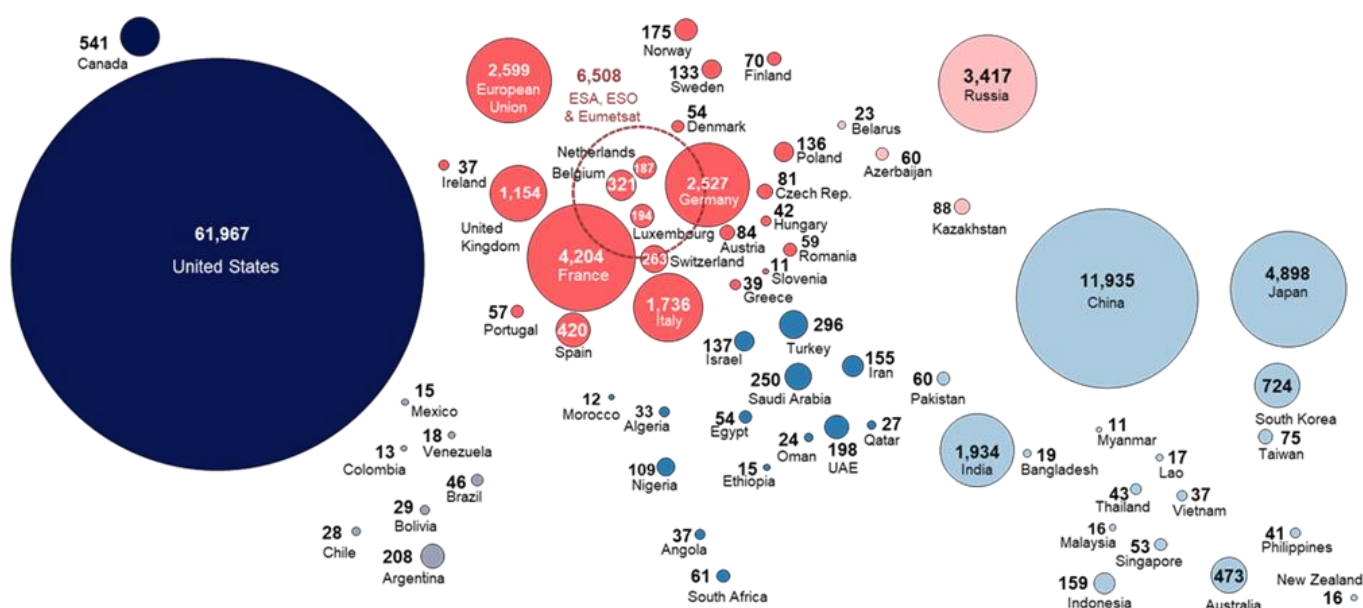 541
Canada
61,967
United States
2,599
European
Union
6,508
ESA, ESO
& Eumetsat
175
Norway
133
Sweden
70
Finland
54
Denmark
3,417
Russia
23
Belarus
60
Azerbaijan
88
Kazakhstan
37
Ireland
1,154
United
Kingdom
Netherlands
187
Belgium
321
194
Luxembourg
2,527
Germany
136
Poland
81
Czech Rep.
42
Hungary
84
Austria
59
Romania
11
Slovenia
39
Greece
4,204
France
263
Switzerland
1,736
Italy
57
Portugal
420
Spain
11,935
China
4,898
Japan
724
South Korea
75
Taiwan
137
Israel
296
Turkey
250
Saudi Arabia
155
Iran
60
Pakistan
15
Mexico
18
Venezuela
13
Colombia
46
Brazil
29
Bolivia
28
Chile
208
Argentina
12
Morocco
33
Algeria
54
Egypt
24
Oman
198
UAE
27
Qatar
109
Nigeria
15
Ethiopia
37
Angola
61
South Africa
1,934
India
19
Bangladesh
11
Myanmar
17
Lao
43
Thailand
37
Vietnam
16
Malaysia
53
Singapore
41
Philippines
159
Indonesia
473
Australia
New Zealand
16